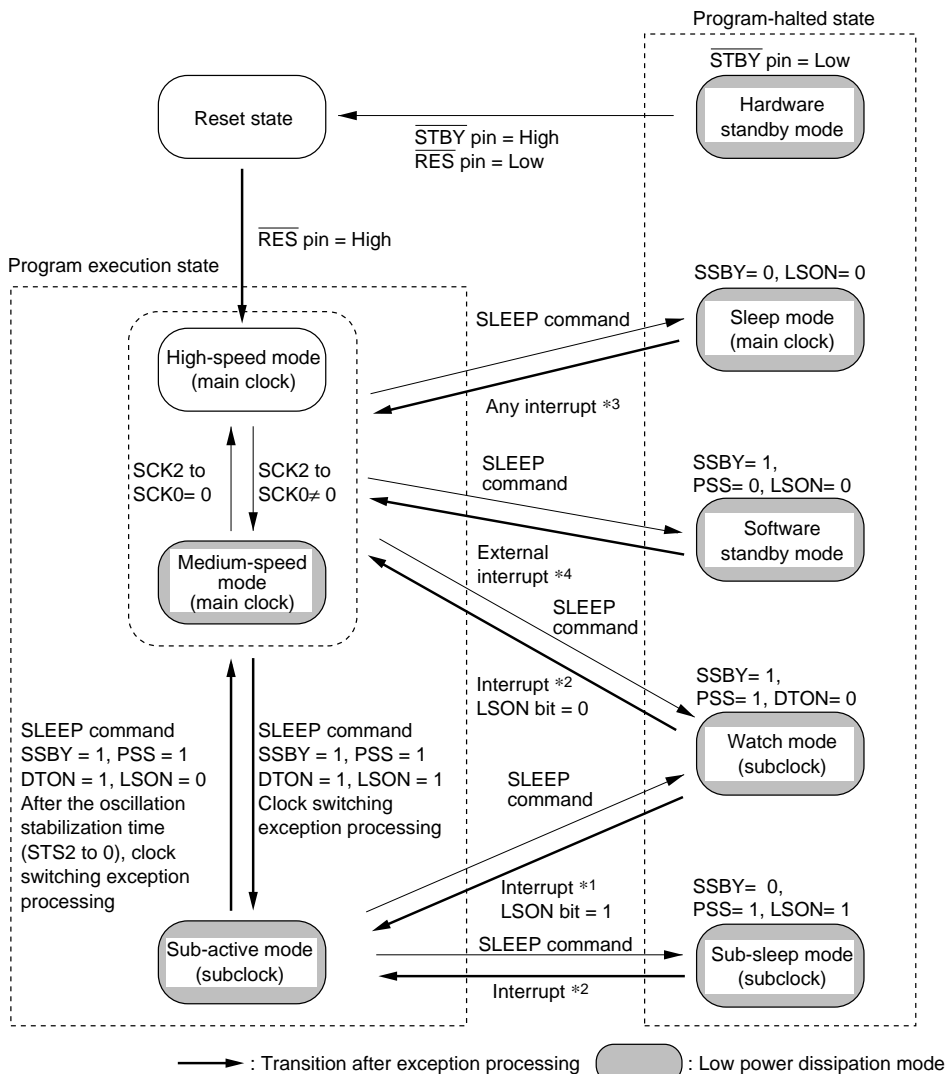 Program-halted state
STBY pin = Low
Hardware
standby mode
Reset state
STBY pin = High
RES pin = Low
RES pin = High
Program execution state
SSBY= 0, LSON= 0
Sleep mode
(main clock)
SLEEP command
Any interrupt *3
High-speed mode
(main clock)
SCK2 to
SCK0= 0
SCK2 to
SCK0≠ 0
Medium-speed
mode
(main clock)
SLEEP
command
SSBY= 1,
PSS= 0, LSON= 0
Software
standby mode
External
interrupt *4
SLEEP
command
Interrupt *2
LSON bit = 0
SSBY= 1,
PSS= 1, DTON= 0
Watch mode
(subclock)
SLEEP command
SSBY = 1, PSS = 1
DTON = 1, LSON = 0
After the oscillation
stabilization time
(STS2 to 0), clock
switching exception
processing
SLEEP command
SSBY = 1, PSS = 1
DTON = 1, LSON = 1
Clock switching
exception processing
SLEEP
command
Interrupt *1
LSON bit = 1
SSBY= 0,
PSS= 1, LSON= 1
Sub-active mode
(subclock)
SLEEP command
Interrupt *2
Sub-sleep mode
(subclock)
: Transition after exception processing
: Low power dissipation mode